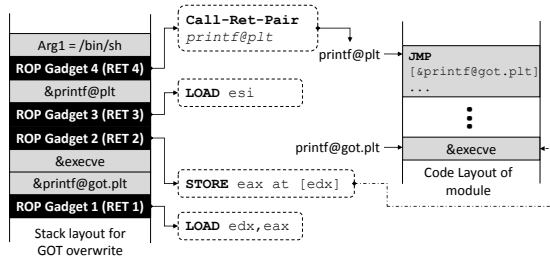 Arg1 = /bin/sh
ROP Gadget 4 (RET 4)
&printf@plt
ROP Gadget 3 (RET 3)
ROP Gadget 2 (RET 2)
&execve
&printf@got.plt
ROP Gadget 1 (RET 1)
Stack layout for
GOT overwrite
Call-Ret-Pair
printf@plt
LOAD esi
STORE eax at [edx]
LOAD edx,eax
printf@plt
JMP
[&printf@got.plt]
...
printf@got.plt
&execve
Code Layout of
module